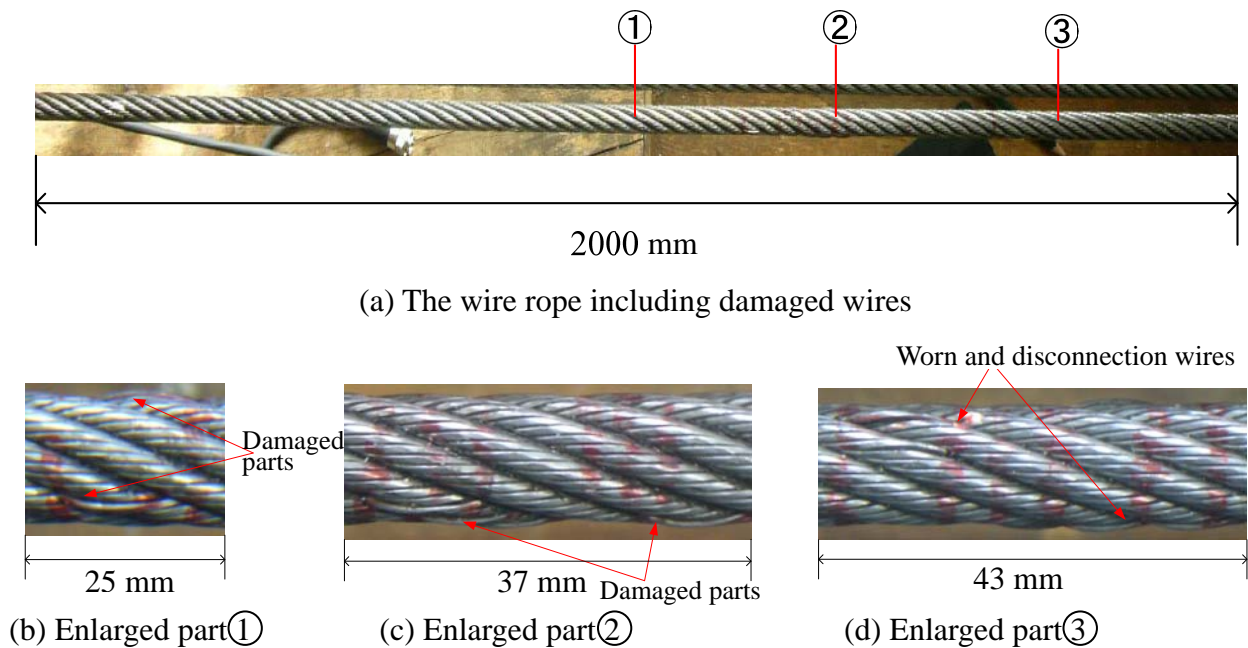 ① ② ③
2000 mm
(a) The wire rope including damaged wires
Worn and disconnection wires
Damaged
parts
25 mm
37 mm
Damaged parts
43 mm
(b) Enlarged part①
(c) Enlarged part②
(d) Enlarged part③